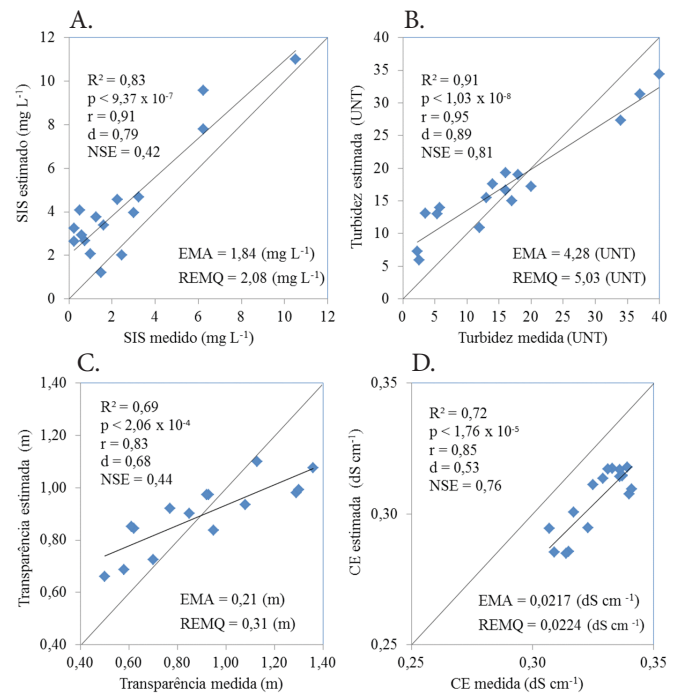 A.
12
10
8
6
4
2
0
0 2 4 6 8 10 12
SIS estimado (mg L⁻¹)
SIS medido (mg L⁻¹)
R² = 0,83
p < 9,37 x 10⁻⁷
r = 0,91
d = 0,79
NSE = 0,42
EMA = 1,84 (mg L⁻¹)
REMQ = 2,08 (mg L⁻¹)
B.
40
35
30
25
20
15
10
5
0
0 5 10 15 20 25 30 35 40
Turbidez estimada (UNT)
Turbidez medida (UNT)
R² = 0,91
p < 1,03 x 10⁻⁸
r = 0,95
d = 0,89
NSE = 0,81
EMA = 4,28 (UNT)
REMQ = 5,03 (UNT)
C.
1,40
1,20
1,00
0,80
0,60
0,40
0,40 0,60 0,80 1,00 1,20 1,40
Transparência estimada (m)
Transparência medida (m)
R² = 0,69
p < 2,06 x 10⁻⁴
r = 0,83
d = 0,68
NSE = 0,44
EMA = 0,21 (m)
REMQ = 0,31 (m)
D.
0,35
0,30
0,25
0,25 0,30 0,35
CE estimada (dS cm⁻¹)
CE medida (dS cm⁻¹)
R² = 0,72
p < 1,76 x 10⁻⁵
r = 0,85
d = 0,53
NSE = 0,76
EMA = 0,0217 (dS cm ⁻¹)
REMQ = 0,0224 (dS cm ⁻¹)